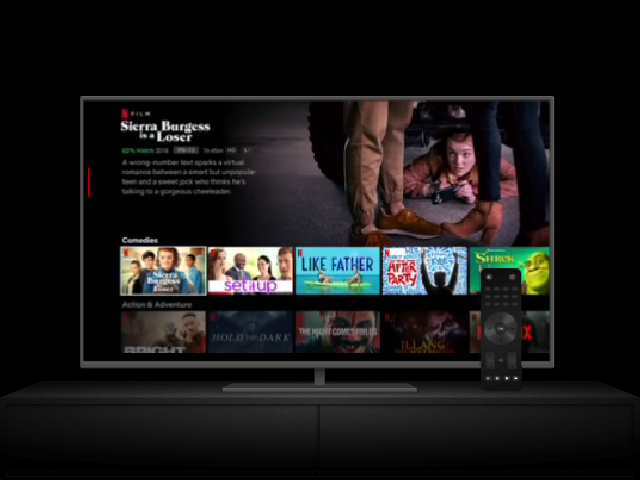 N FILM
Sierra Burgess
is a Loser
82% Match 2018 1h 45m HD
A wrong-number text sparks a virtual
romance between a smart but unpopular
teen and a sweet jock who thinks he's
talking to a gorgeous cheerleader.
Comedies
Sierra Burgess is a Loser
set it up
LIKE FATHER
THE AFTER PARTY
SHREK
Action & Adventure
BRIGHT
HOLD THE DARK
THE NIGHT COMES FOR US
ILLANG